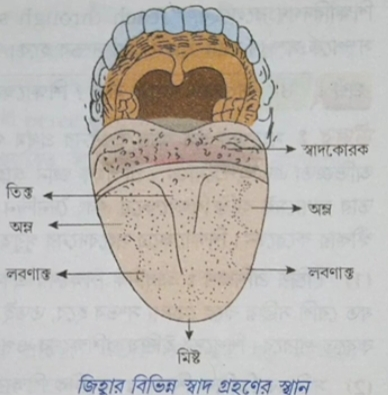 স্বাদকোরক
তিক্ত
অম্ল
অম্ল
লবণাক্ত
লবণাক্ত
মিষ্ট
জিহ্বার বিভিন্ন স্বাদ গ্রহণের স্থান